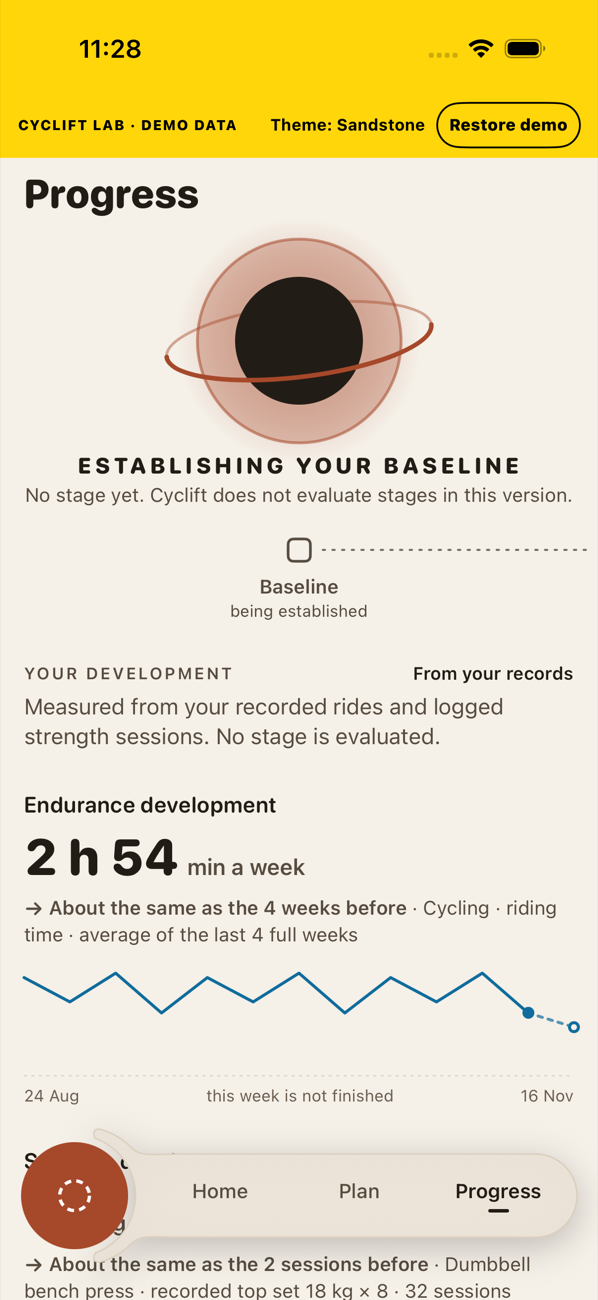 11:28
CYCLIFT LAB · DEMO DATA
Theme: Sandstone
Restore demo
Progress
ESTABLISHING YOUR BASELINE
No stage yet. Cyclift does not evaluate stages in this version.
Baseline
being established
YOUR DEVELOPMENT
From your records
Measured from your recorded rides and logged
strength sessions. No stage is evaluated.
Endurance development
2 h 54 min a week
→ About the same as the 4 weeks before · Cycling · riding
time · average of the last 4 full weeks
24 Aug
this week is not finished
16 Nov
Home
Plan
Progress
→ About the same as the 2 sessions before · Dumbbell
bench press · recorded top set 18 kg × 8 · 32 sessions